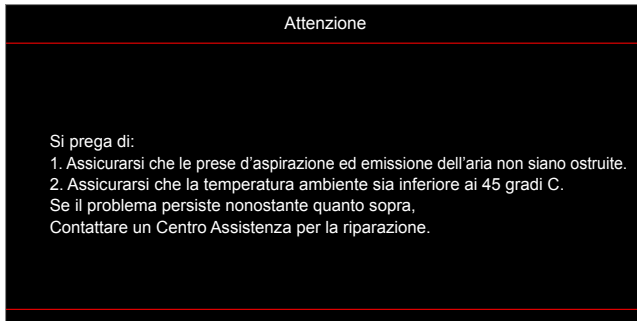 Attenzione
Si prega di:
1. Assicurarsi che le prese d'aspirazione ed emissione dell'aria non siano ostruite.
2. Assicurarsi che la temperatura ambiente sia inferiore ai 45 gradi C.
Se il problema persiste nonostante quanto sopra,
Contattare un Centro Assistenza per la riparazione.